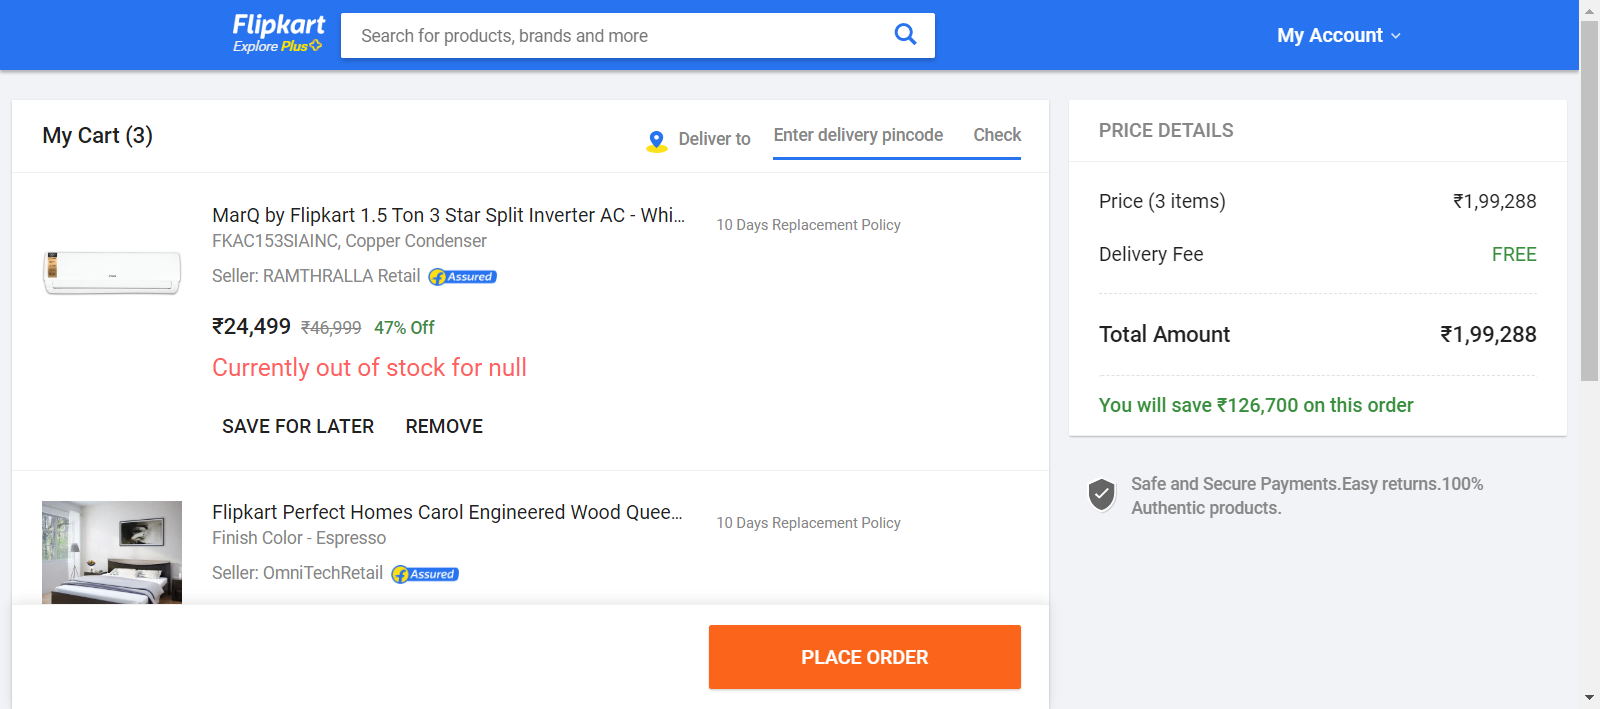 Flipkart
Explore Plus
Search for products, brands and more
My Account
My Cart (3)
Deliver to
Enter delivery pincode
Check
MarQ by Flipkart 1.5 Ton 3 Star Split Inverter AC - Whi...
10 Days Replacement Policy
FKAC153SIAINC, Copper Condenser
Seller: RAMTHRALLA Retail
Assured
₹24,499 ₹46,999 47% Off
Currently out of stock for null
SAVE FOR LATER
REMOVE
Flipkart Perfect Homes Carol Engineered Wood Quee...
10 Days Replacement Policy
Finish Color - Espresso
Seller: OmniTechRetail
Assured
PLACE ORDER
PRICE DETAILS
Price (3 items) ₹1,99,288
Delivery Fee FREE
Total Amount ₹1,99,288
You will save ₹126,700 on this order
Safe and Secure Payments.Easy returns.100%
Authentic products.